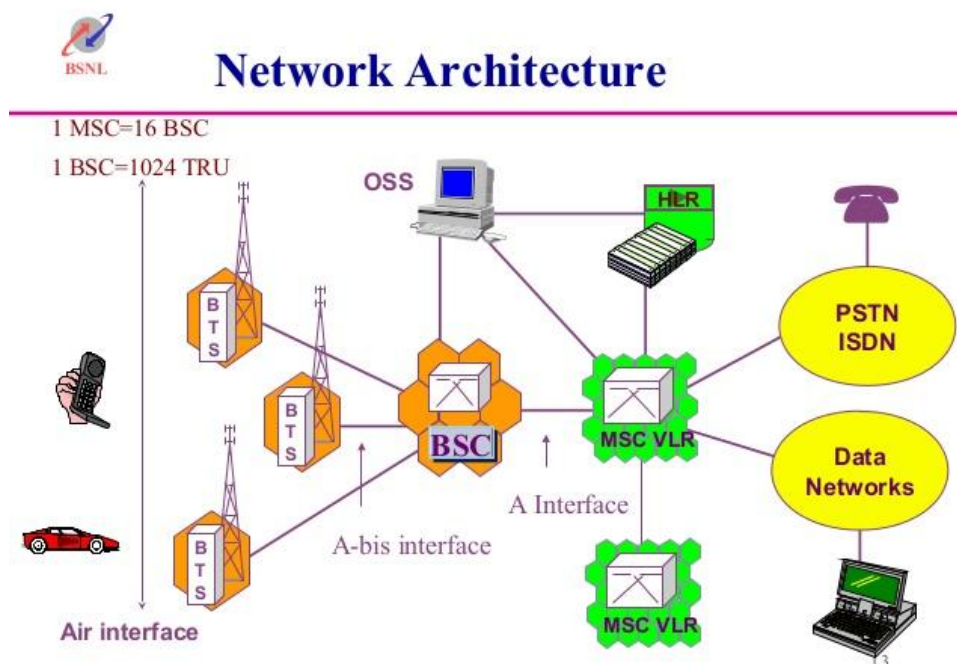 BSNL
Network Architecture
1 MSC=16 BSC
1 BSC=1024 TRU
OSS
HLR
PSTN
ISDN
B
T
S
B
T
S
BSC
MSC VLR
Data
Networks
A Interface
A-bis interface
B
T
S
MSC VLR
Air interface
3